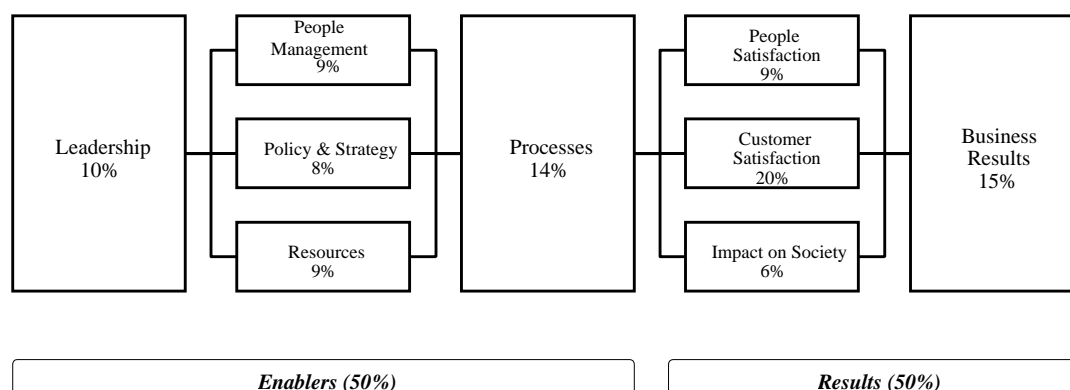 Leadership
10%
People
Management
9%
Policy & Strategy
8%
Resources
9%
Processes
14%
People
Satisfaction
9%
Customer
Satisfaction
20%
Impact on Society
6%
Business
Results
15%
Enablers (50%)
Results (50%)